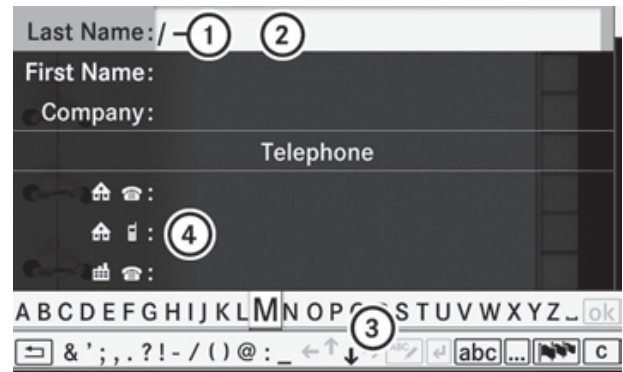 Last Name:/ 1 2
First Name:
Company:
Telephone
:
: 4
:
A B C D E F G H I J K L M N O P S T U V W X Y Z _ ok
3
& ' ; , . ? ! - / ( ) @ : _ ← ↑ ↓ abc ... C